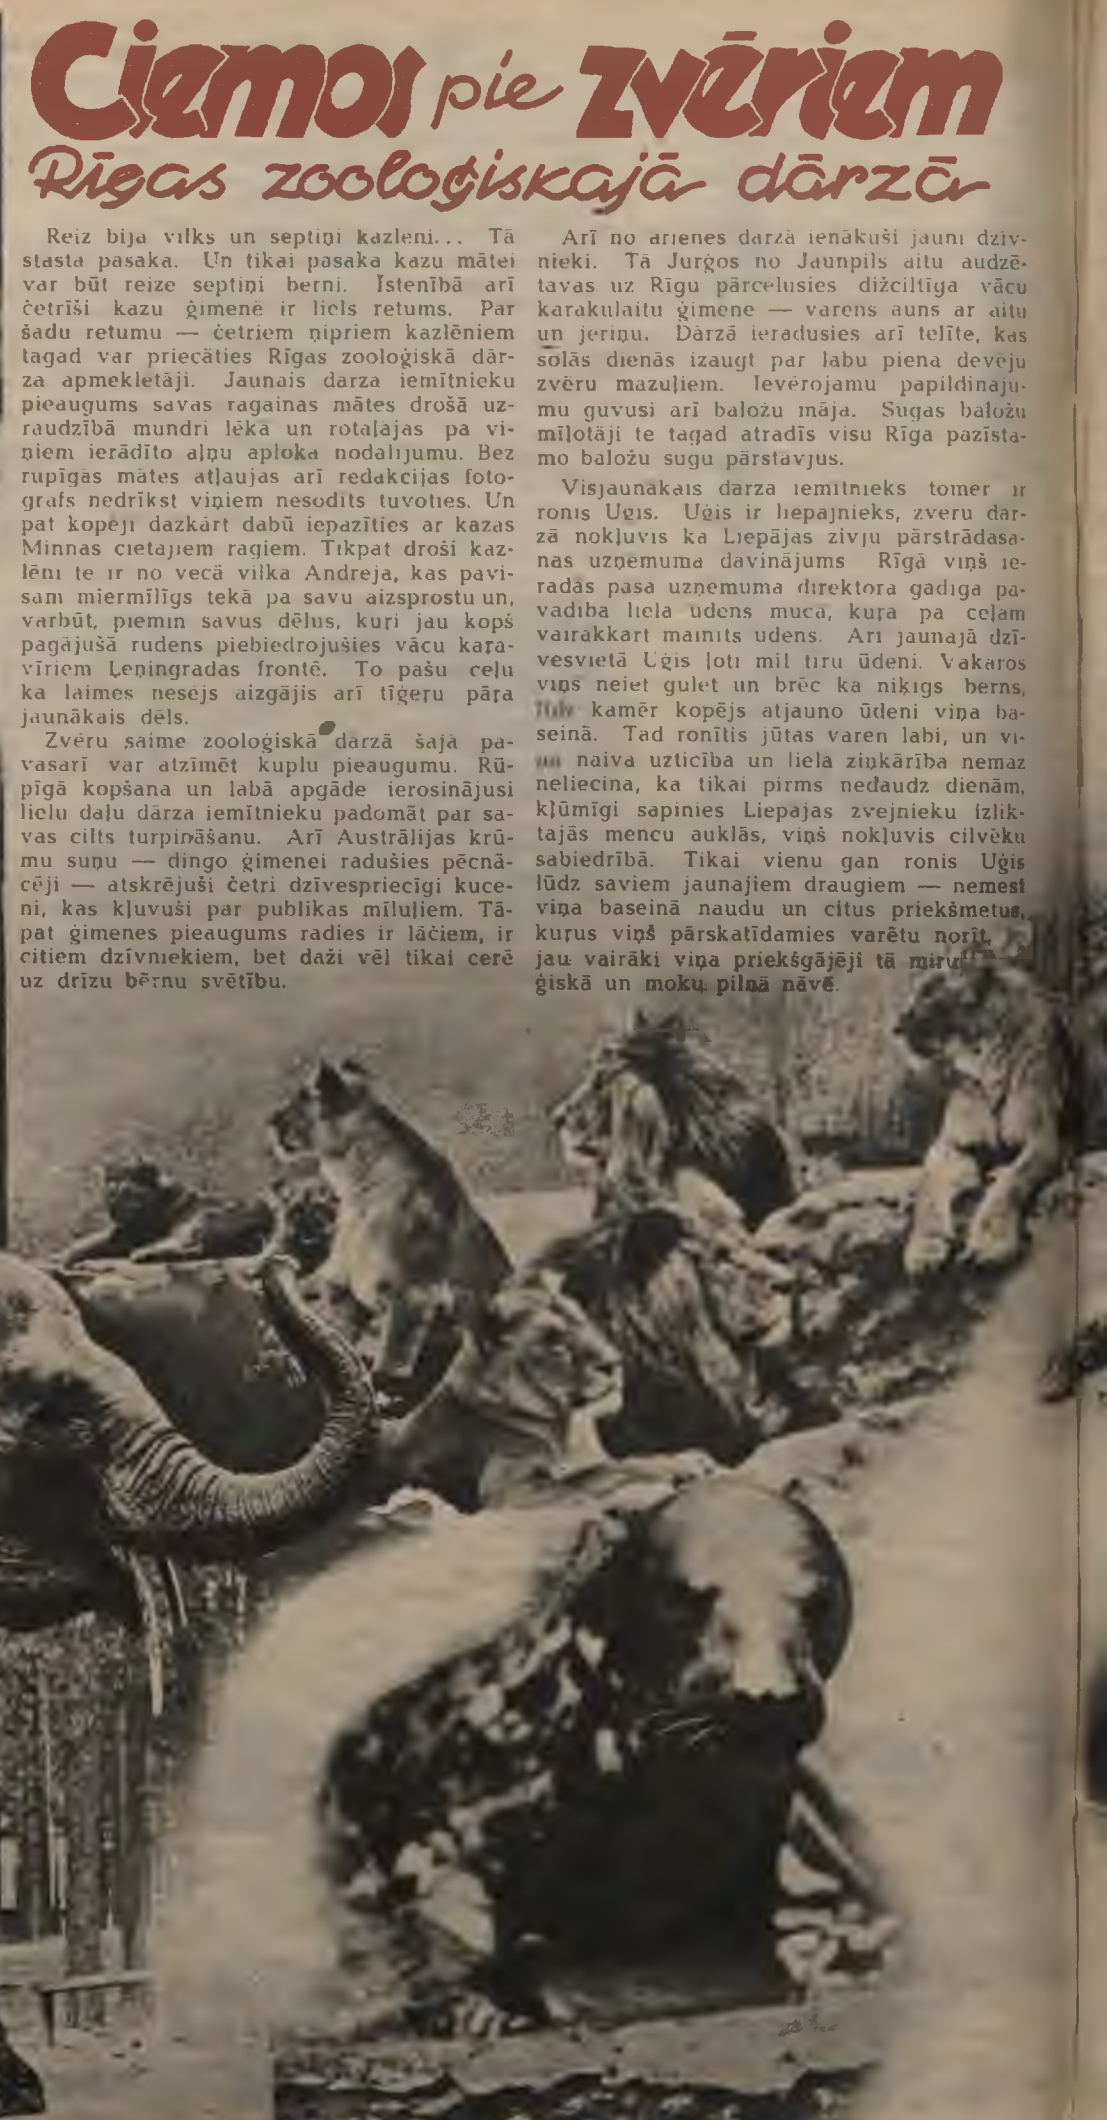 Ciemos pie zvēriem
Rīgas zooloģiskajā dārzā
Reiz bija vilks un septiņi kazlēni... Tā
stāsta pasaka. Un tikai pasakā kazu mātei
var būt reizē septiņi bērni. Īstenībā arī
četrīši kazu ģimenē ir liels retums. Par
šādu retumu — četriem ņipriem kazlēniem
tagad var priecāties Rīgas zooloģiskā dār-
za apmeklētāji. Jaunais dārza iemītnieku
pieaugums savas ragainās mātes drošā uz-
raudzībā mundri lēkā un rotaļājas pa vi-
ņiem ierādīto aļņu aploka nodalījumu. Bez
rūpīgās mātes atļaujas arī redakcijas foto-
grafs nedrīkst viņiem nesodīts tuvoties. Un
pat kopēji dažkārt dabū iepazīties ar kazas
Minnas cietajiem ragiem. Tikpat droši kaz-
lēni te ir no vecā vilka Andreja, kas pavi-
sam miermīlīgs tekā pa savu aizsprostu un,
varbūt, piemin savus dēlus, kuŗi jau kopš
pagājušā rudens piebiedrojušies vācu kaŗa-
vīriem Ļeņingradas frontē. To pašu ceļu
kā laimes nesējs aizgājis arī tīģeŗu pāŗa
jaunākais dēls.
Zvēru saime zooloģiskā dārzā šajā pa-
vasarī var atzīmēt kuplu pieaugumu. Rū-
pīgā kopšana un labā apgāde ierosinājusi
lielu daļu dārza iemītnieku padomāt par sa-
vas cilts turpināšanu. Arī Austrālijas krū-
mu suņu — dingo ģimenei radušies pēcnā-
cēji — atskrējuši četri dzīvespriecīgi kuce-
ni, kas kļuvuši par publikas mīluļiem. Tā-
pat ģimenes pieaugums radies ir lāčiem, ir
citiem dzīvniekiem, bet daži vēl tikai cerē
uz drīzu bērnu svētību.
Arī no ārienes dārzā ienākuši jauni dzīv-
nieki. Tā Jurģos no Jaunpils aitu audzē-
tavas uz Rīgu pārcēlusies dižciltīga vācu
karakulaitu ģimene — varens auns ar aitu
un jēriņu. Dārzā ieradusies arī telīte, kas
solās dienās izaugt par labu piena devēju
zvēru mazuļiem. Ievērojamu papildināju-
mu guvusi arī baložu māja. Sugas baložu
mīļotāji te tagad atradīs visu Rīgā pazīsta-
mo baložu sugu pārstāvjus.
Visjaunākais dārza iemītnieks tomēr ir
ronis Uģis. Uģis ir liepājnieks, zvēru dār-
zā nokļuvis kā Liepājas zivju pārstrādāša-
nas uzņēmuma dāvinājums Rīgā viņš ie-
radās paša uzņēmuma direktora gādīgā pa-
vadībā lielā ūdens mucā, kuŗā pa ceļam
vairākkārt mainīts ūdens. Arī jaunajā dzī-
vesvietā Uģis ļoti mīl tīru ūdeni. Vakaros
viņš neiet gulēt un brēc kā niķīgs bērns,
kamēr kopējs atjauno ūdeni viņa ba-
seinā. Tad ronītis jūtas varen labi, un vi-
naivā uzticība un lielā ziņkārība nemaz
neliecina, ka tikai pirms nedaudz dienām,
kļūmīgi sapinies Liepājas zvejnieku izlik-
tajās mencu auklās, viņš nokļuvis cilvēku
sabiedrībā. Tikai vienu gan ronis Uģis
lūdz saviem jaunajiem draugiem — nemest
viņa baseinā naudu un citus priekšmetus,
kuŗus viņš pārskatīdamies varētu norīt,
jau vairāki viņa priekšgājēji tā miruši
ģiskā un moku pilnā nāvē.